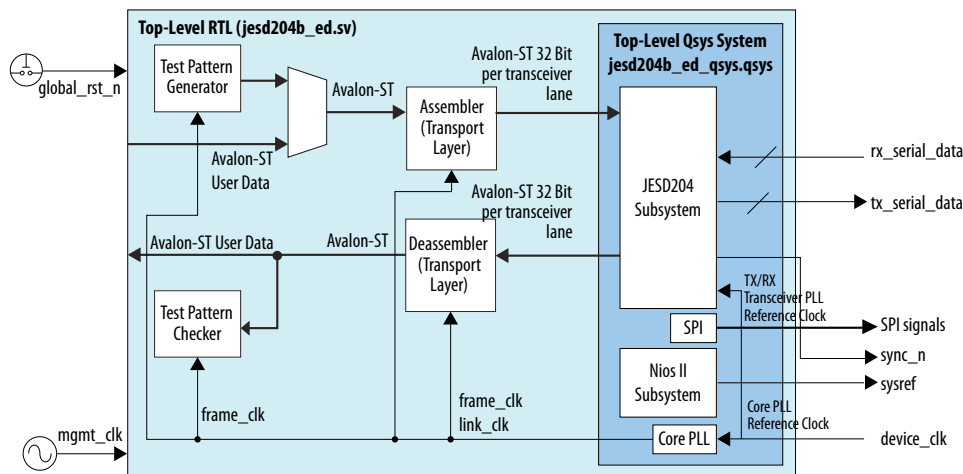 Top-Level RTL (jesd204b_ed.sv)
Top-Level Qsys System
jesd204b_ed_qsys.qsys
global_rst_n
Test Pattern
Generator
Avalon-ST
Avalon-ST
User Data
Assembler
(Transport
Layer)
Avalon-ST 32 Bit
per transceiver
lane
JESD204
Subsystem
rx_serial_data
tx_serial_data
Avalon-ST 32 Bit
per transceiver
lane
Avalon-ST User Data
Avalon-ST
Deassembler
(Transport
Layer)
Test Pattern
Checker
TX/RX
Transceiver PLL
Reference Clock
SPI
SPI signals
sync_n
Nios II
Subsystem
sysref
frame_clk
frame_clk
link_clk
Core PLL
Reference Clock
Core PLL
device_clk
mgmt_clk